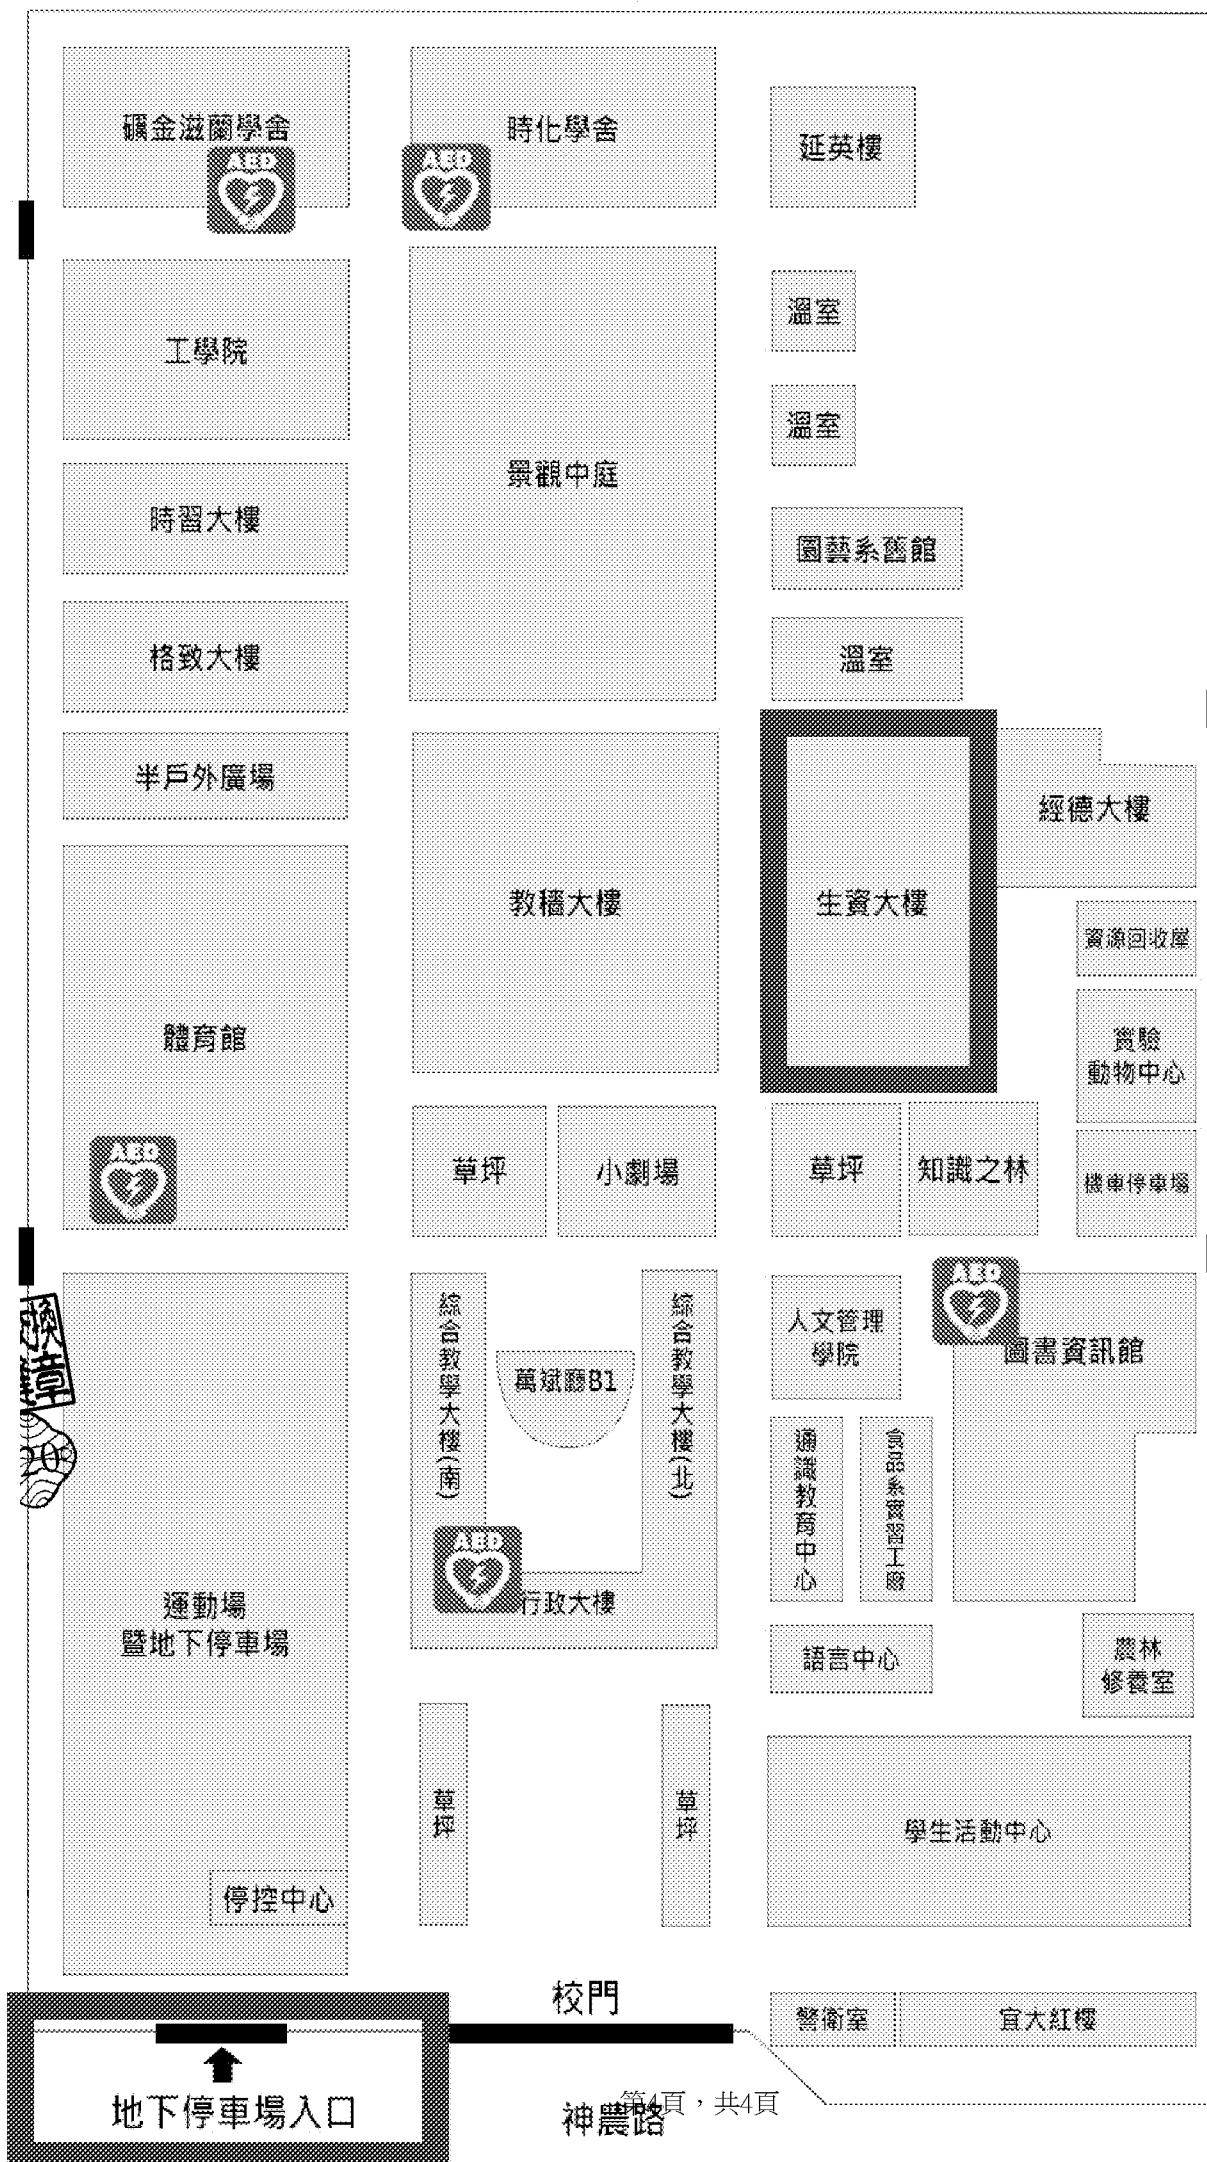 礪金滋蘭學舍
時化學舍
延英樓
AED
AED
溫室
工學院
溫室
景觀中庭
時習大樓
園藝系舊館
格致大樓
溫室
半戶外廣場
經德大樓
教穡大樓
生資大樓
資源回收屋
體育館
實驗
動物中心
AED
草坪
小劇場
草坪
知識之林
機車停車場
AED
綜合教學大樓(南)
萬斌廳B1
綜合教學大樓(北)
人文管理
學院
圖書資訊館
換
章
通識教育中心
食品系實習工廠
AED
行政大樓
運動場
暨地下停車場
語言中心
農林
修養室
草坪
草坪
學生活動中心
停控中心
校門
警衛室
宜大紅樓
地下停車場入口
第4頁，共4頁
神農路